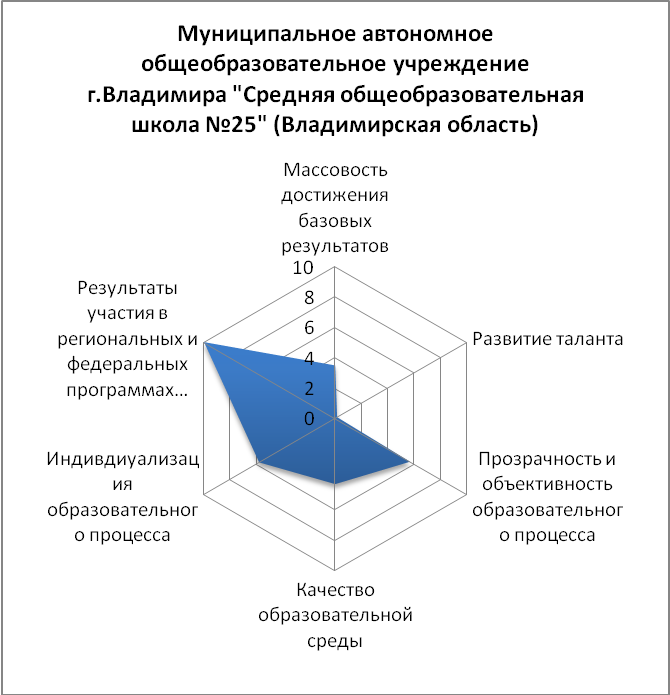 Муниципальное автономное
общеобразовательное учреждение
г.Владимира "Средняя общеобразовательная
школа №25" (Владимирская область)
Массовость
достижения
базовых
результатов
10
8
6
4
2
0
Развитие таланта
Прозрачность и
объективность
образовательног
о процесса
Качество
образовательной
среды
Индивдиуализац
ия
образовательног
о процесса
Результаты
участия в
региональных и
федеральных
программах...